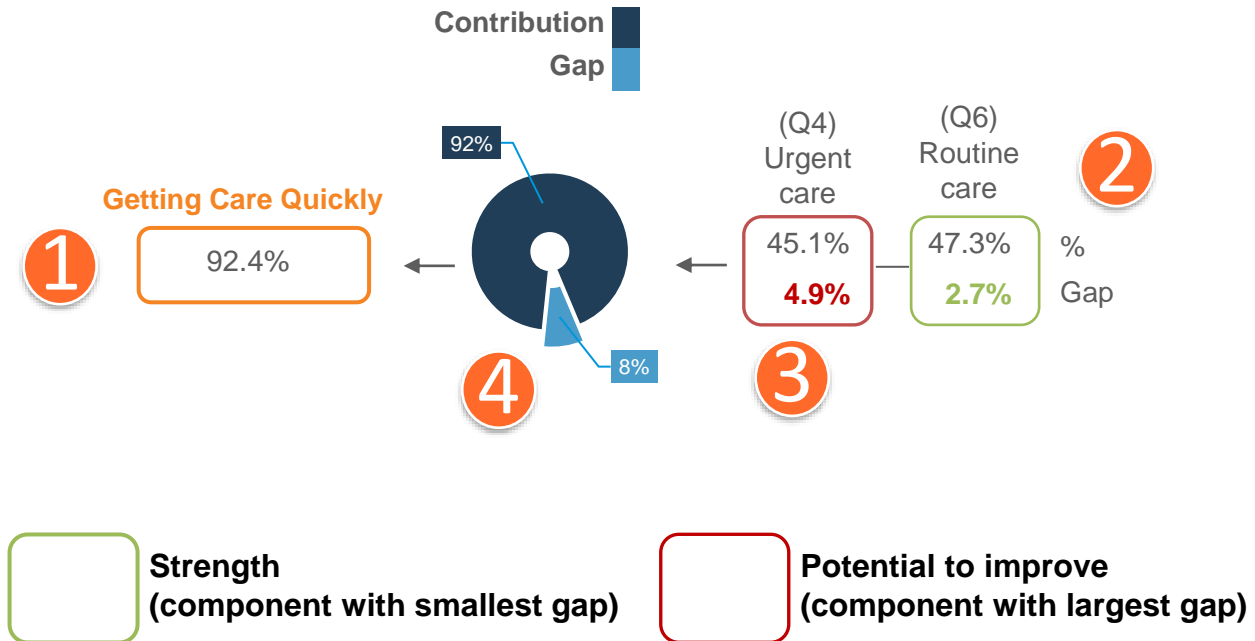 Contribution
Gap
92%
(Q4)
Urgent
care
(Q6)
Routine
care
2
Getting Care Quickly
1
92.4%
45.1%
47.3%
%
4.9%
2.7%
Gap
4
8%
3
Strength
(component with smallest gap)
Potential to improve
(component with largest gap)